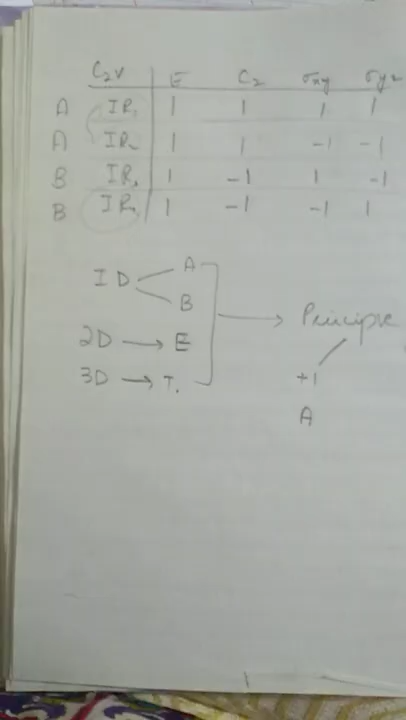 C2V E C2 σxy σyz
A IR1 1 1 1 1
A IR2 1 1 -1 -1
B IR3 1 -1 1 -1
B IR4 1 -1 -1 1
1D A
B
2D → E
3D → T.
→ Principle
+1
A